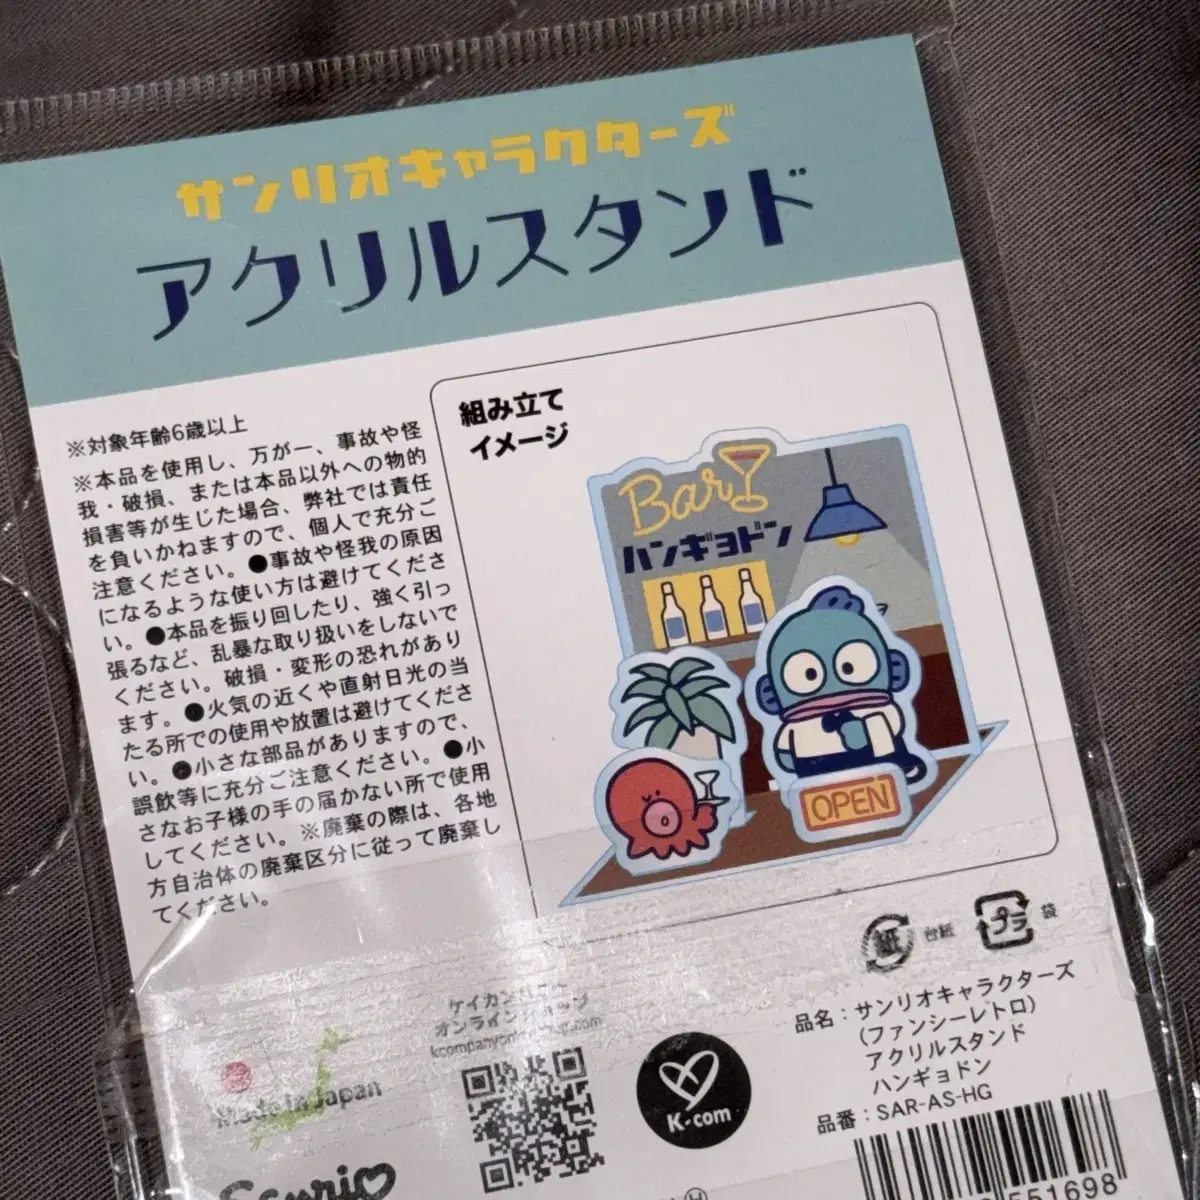 サンリオキャラクターズ
アクリルスタンド
※対象年齢6歳以上
※本品を使用し、万が一、事故や怪
我・破損、または本品以外への物的
損害等が生じた場合、弊社では責任
を負いかねますので、個人で充分ご
注意ください。●事故や怪我の原因
になるような使い方は避けてくださ
い。●本品を振り回したり、強く引っ
張るなど、乱暴な取り扱いをしないで
ください。破損・変形の恐れがあり
ます。●火気の近くや直射日光の当
たる所での使用や放置は避けてくださ
い。●小さな部品がありますので、
誤飲等に充分ご注意ください。●小
さなお子様の手の届かない所で使用
してください。※廃棄の際は、各地
方自治体の廃棄区分に従って廃棄し
てください。
組み立て
イメージ
Bar
ハンギョドン
OPEN
紙 台紙
プラ 袋
オンライン
Made in Japan
Sanrio
K-com
品名:サンリオキャラクターズ
(ファンシーレトロ)
アクリルスタンド
ハンギョドン
品番:SAR-AS-HG
551698